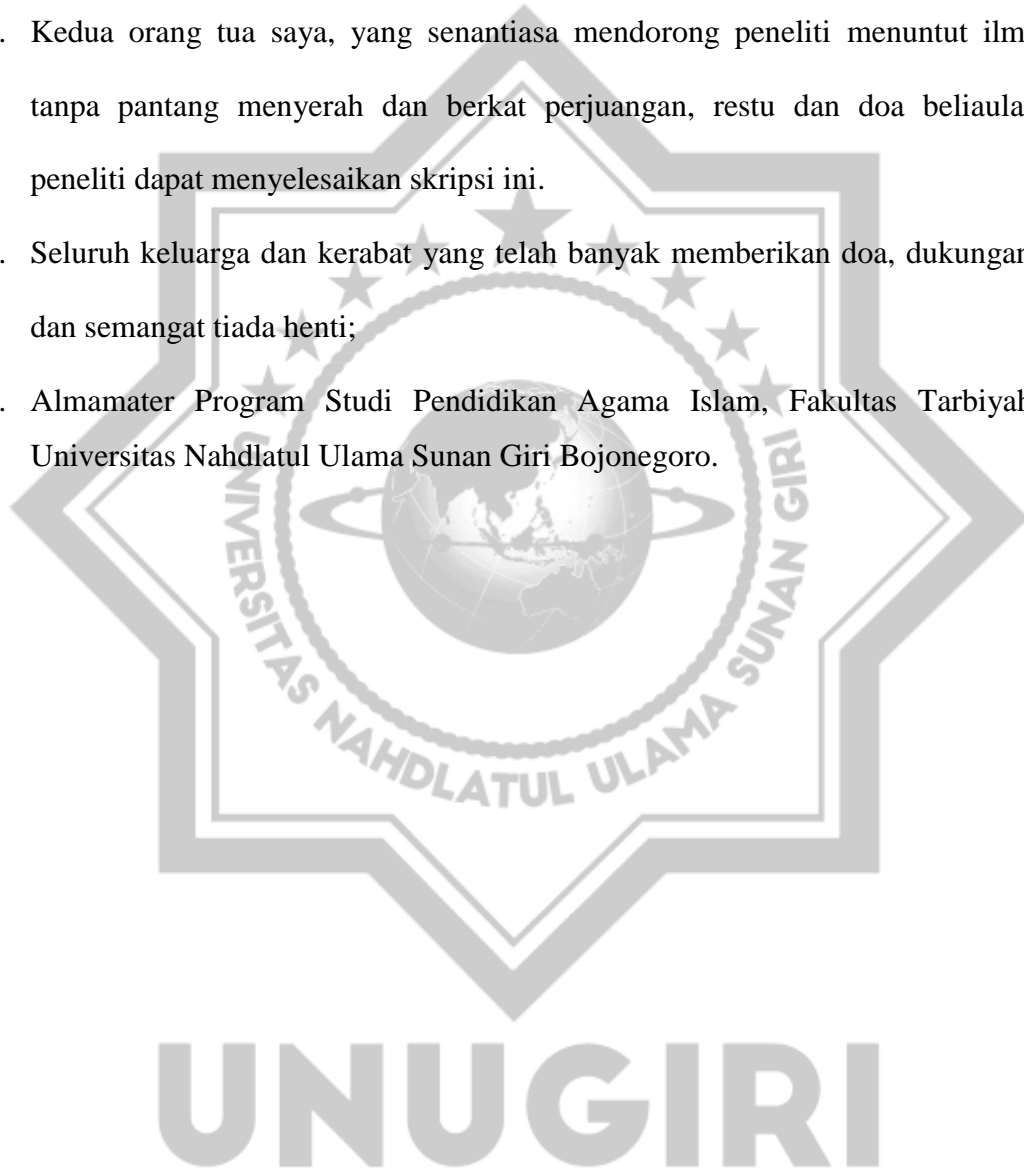 . Kedua orang tua saya, yang senantiasa mendorong peneliti menuntut ilm
tanpa pantang menyerah dan berkat perjuangan, restu dan doa beliaula
peneliti dapat menyelesaikan skripsi ini.
. Seluruh keluarga dan kerabat yang telah banyak memberikan doa, dukungan
dan semangat tiada henti;
. Almamater Program Studi Pendidikan Agama Islam, Fakultas Tarbiyah
Universitas Nahdlatul Ulama Sunan Giri Bojonegoro.
UNIVERSITAS NAHDLATUL ULAMA SUNAN GIRI
UNUGIRI